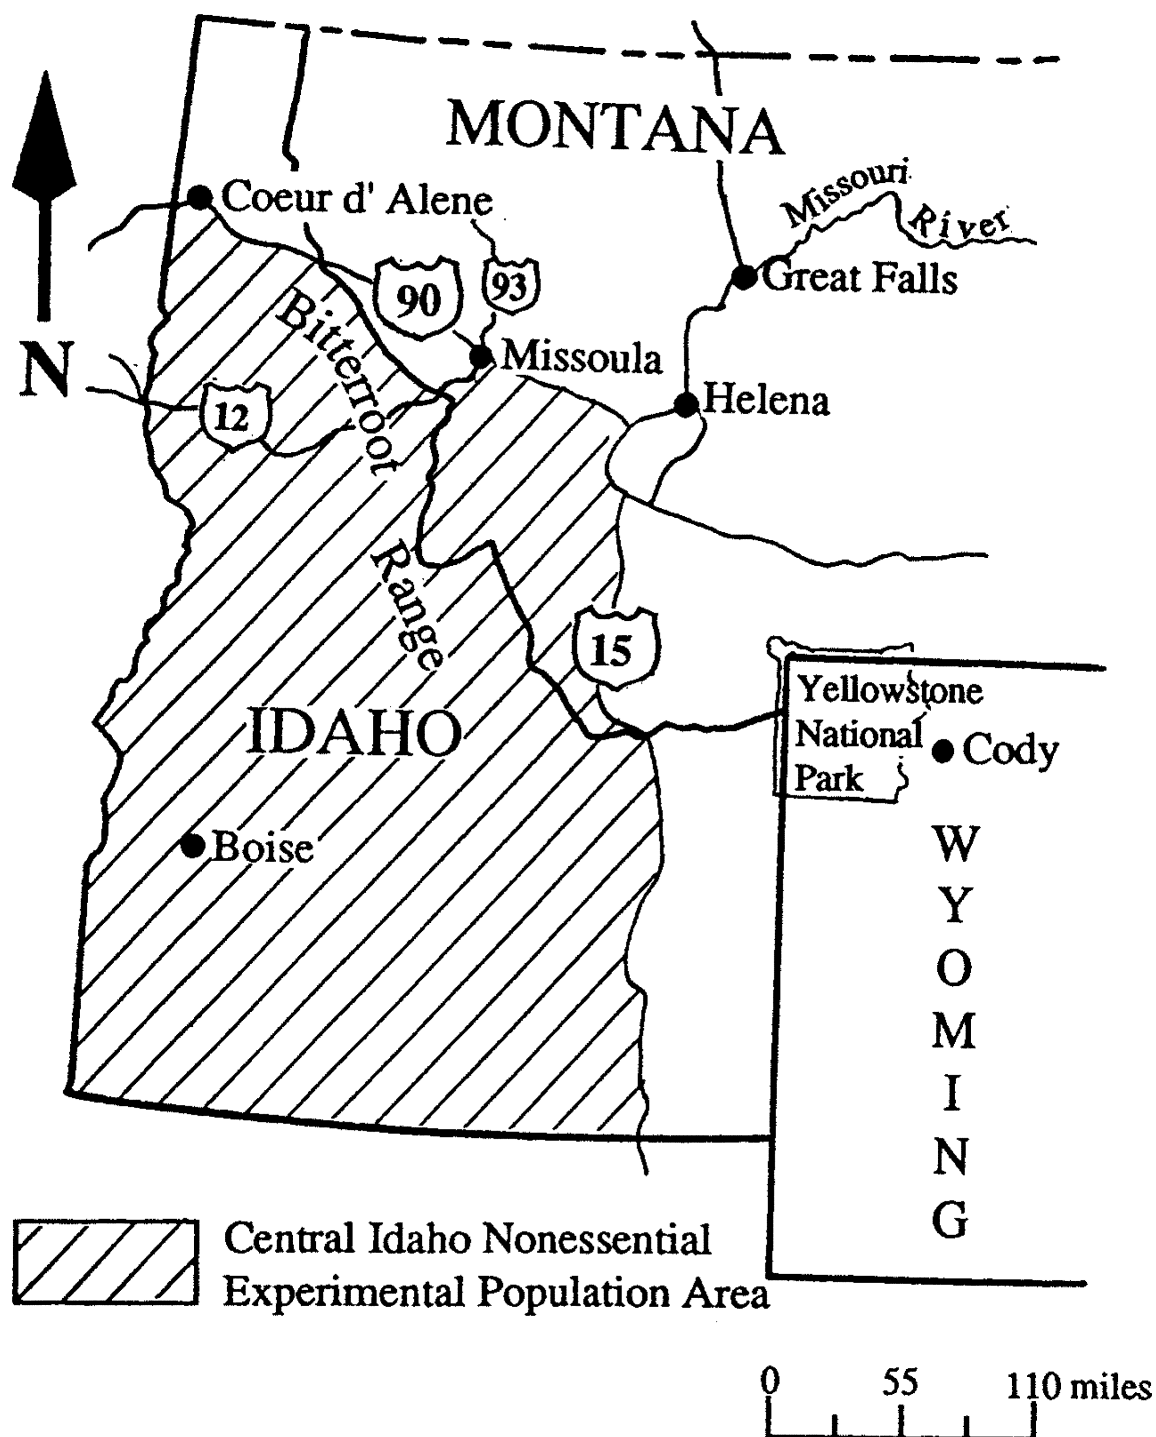 MONTANA
Coeur d' Alene
Missouri
River
Great Falls
90
93
Bitterroot
Missoula
N
12
Helena
Range
15
Yellowstone
National
Park
Cody
IDAHO
Boise
W
Y
O
M
I
N
G
Central Idaho Nonessential
Experimental Population Area
0 55 110 miles